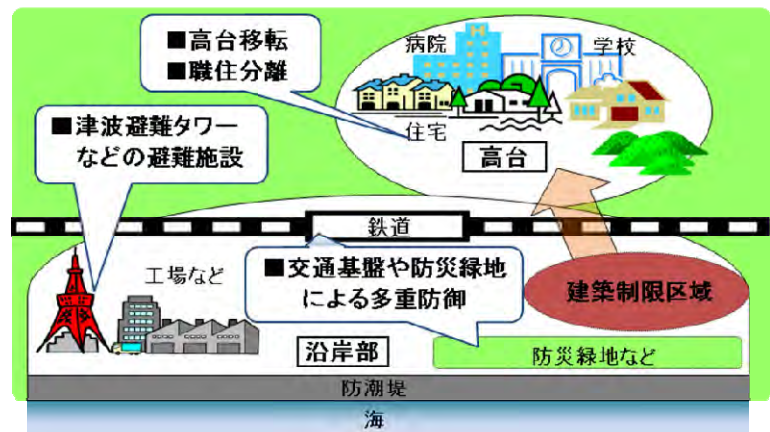 ■高台移転
■職住分離
病院
学校
住宅
高台
■津波避難タワー
などの避難施設
鉄道
工場など
■交通基盤や防災緑地
による多重防御
建築制限区域
沿岸部
防災緑地など
防潮堤
海